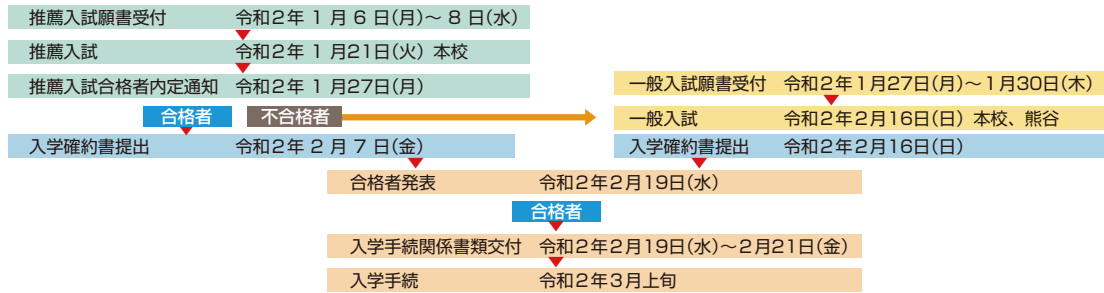 推薦入試願書受付 令和2年 1 月 6 日(月)～ 8 日(水)
推薦入試 令和2年 1 月21日(火) 本校
推薦入試合格者内定通知 令和2年 1 月27日(月)
合格者 不合格者
入学確約書提出 令和2年 2 月 7 日(金)
一般入試願書受付 令和2年1月27日(月)～1月30日(木)
一般入試 令和2年2月16日(日) 本校、熊谷
入学確約書提出 令和2年2月16日(日)
合格者発表 令和2年2月19日(水)
合格者
入学手続関係書類交付 令和2年2月19日(水)～2月21日(金)
入学手続 令和2年3月上旬